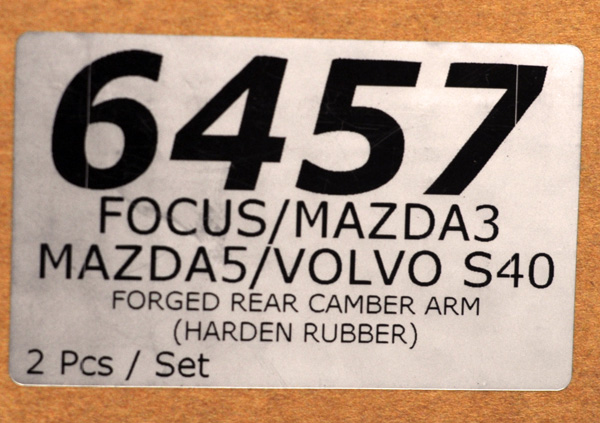 6457
FOCUS/MAZDA3
MAZDA5/VOLVO S40
FORGED REAR CAMBER ARM
(HARDEN RUBBER)
2 Pcs / Set